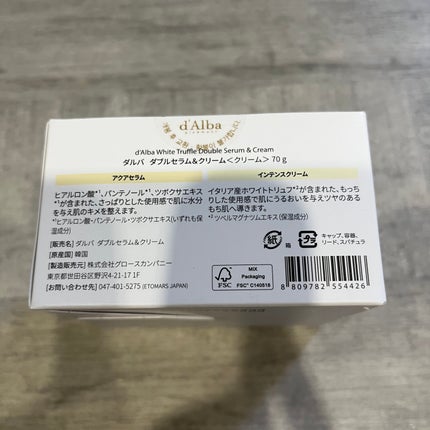 d'Alba
PIEDMONT
d'Alba White Truffle Double Serum & Cream
ダルバ ダブルセラム&クリーム<クリーム> 70 g
アクアセラム
ヒアルロン酸*¹、パンテノール*¹、ツボクサエキス*¹が含まれた、さっぱりとした使用感で肌に水分を与え肌のキメを整えます。
*¹ヒアルロン酸・パンテノール・ツボクサエキス(いずれも保湿成分)
インテンスクリーム
イタリア産ホワイトトリュフ*²が含まれた、もっちりした使用感で肌にうるおいを与えツヤのあるもち肌へ導きます。
*²ツベルマグナツムエキス(保湿成分)
[販売名] ダルバ ダブルセラム&クリーム
[原産国] 韓国
[製造販売元] 株式会社グロースカンパニー
東京都世田谷区野沢4-21-17 1F
[お問い合わせ] 047-401-5275 (ETOMARS JAPAN)
FSC
MIX
Packaging
FSC® C140618
紙
箱
プラ
キャップ、容器、
リード、スパチュラ
8 809782 554426